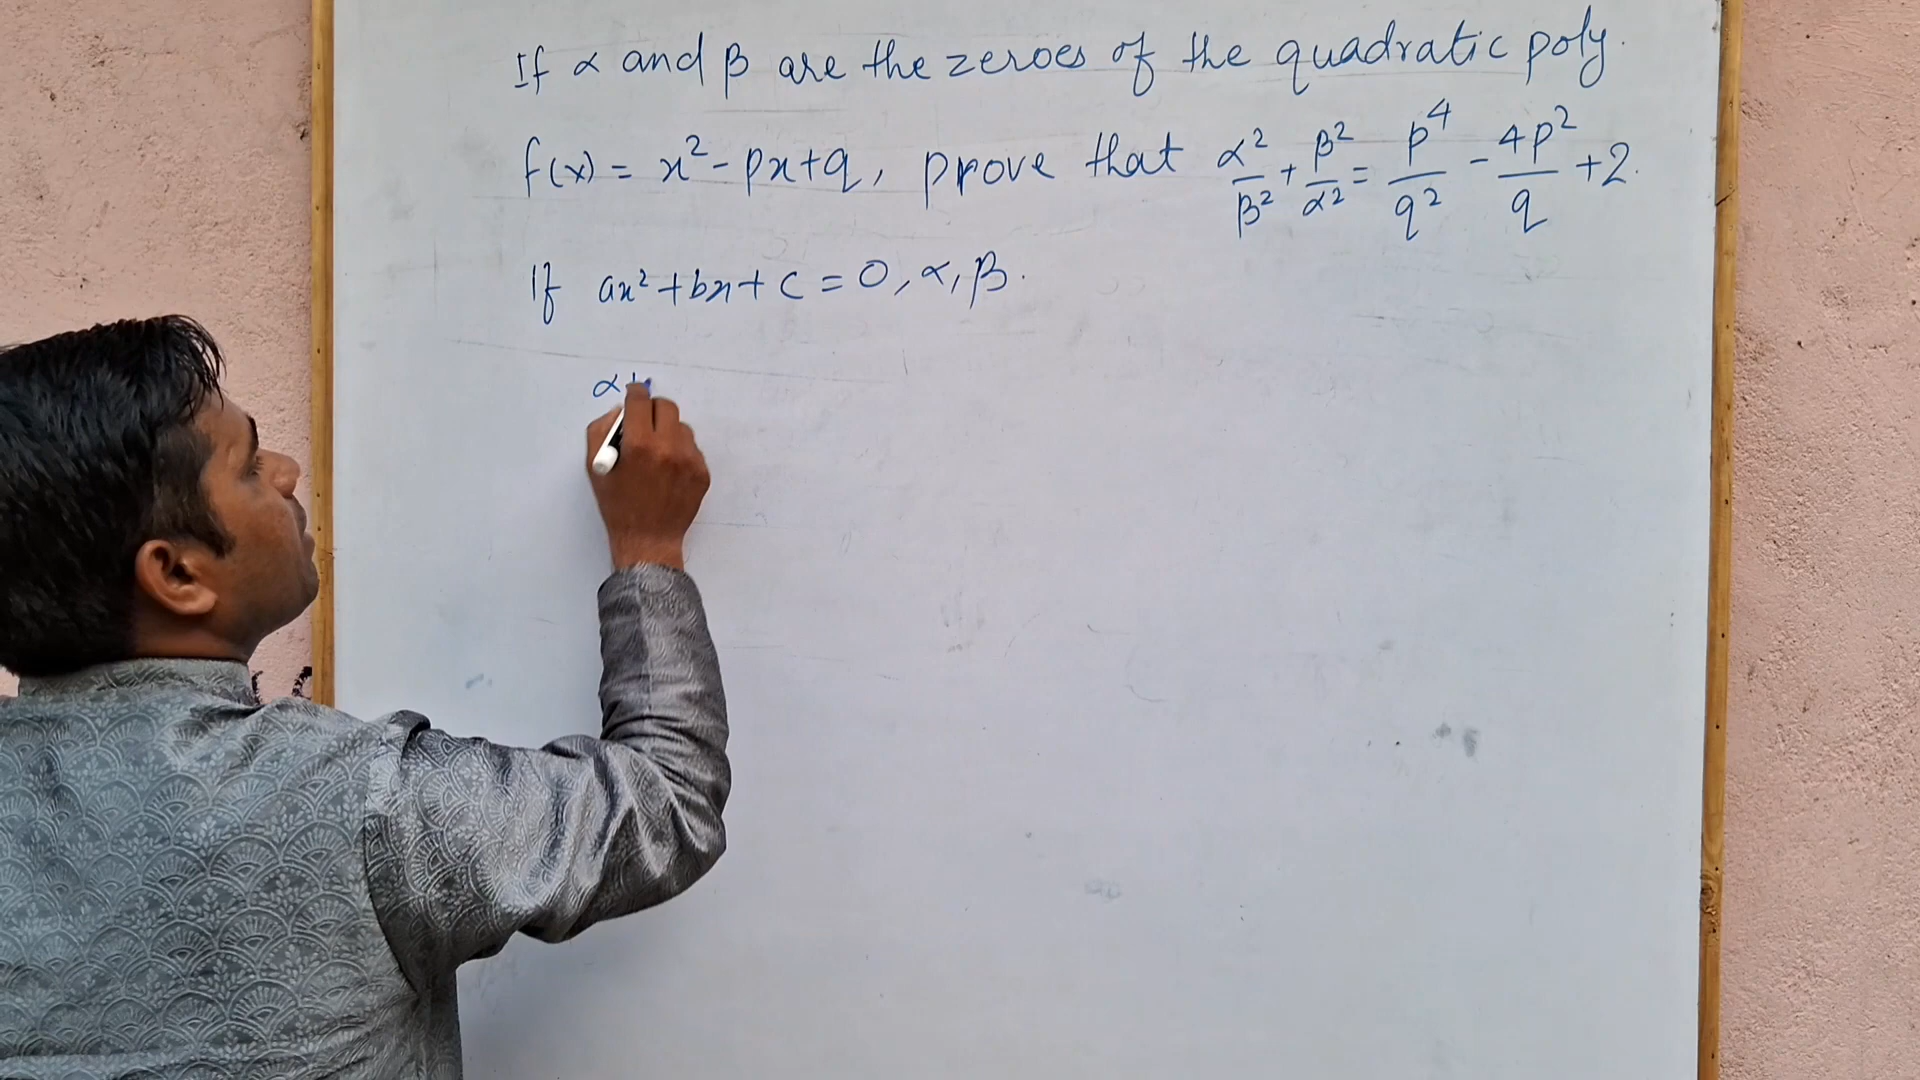 If α and β are the zeroes of the quadratic poly.
f(x) = x² - px + q, prove that α²/β² + β²/α² = p⁴/q² - 4p²/q + 2.
If ax² + bx + c = 0, α, β.
α +